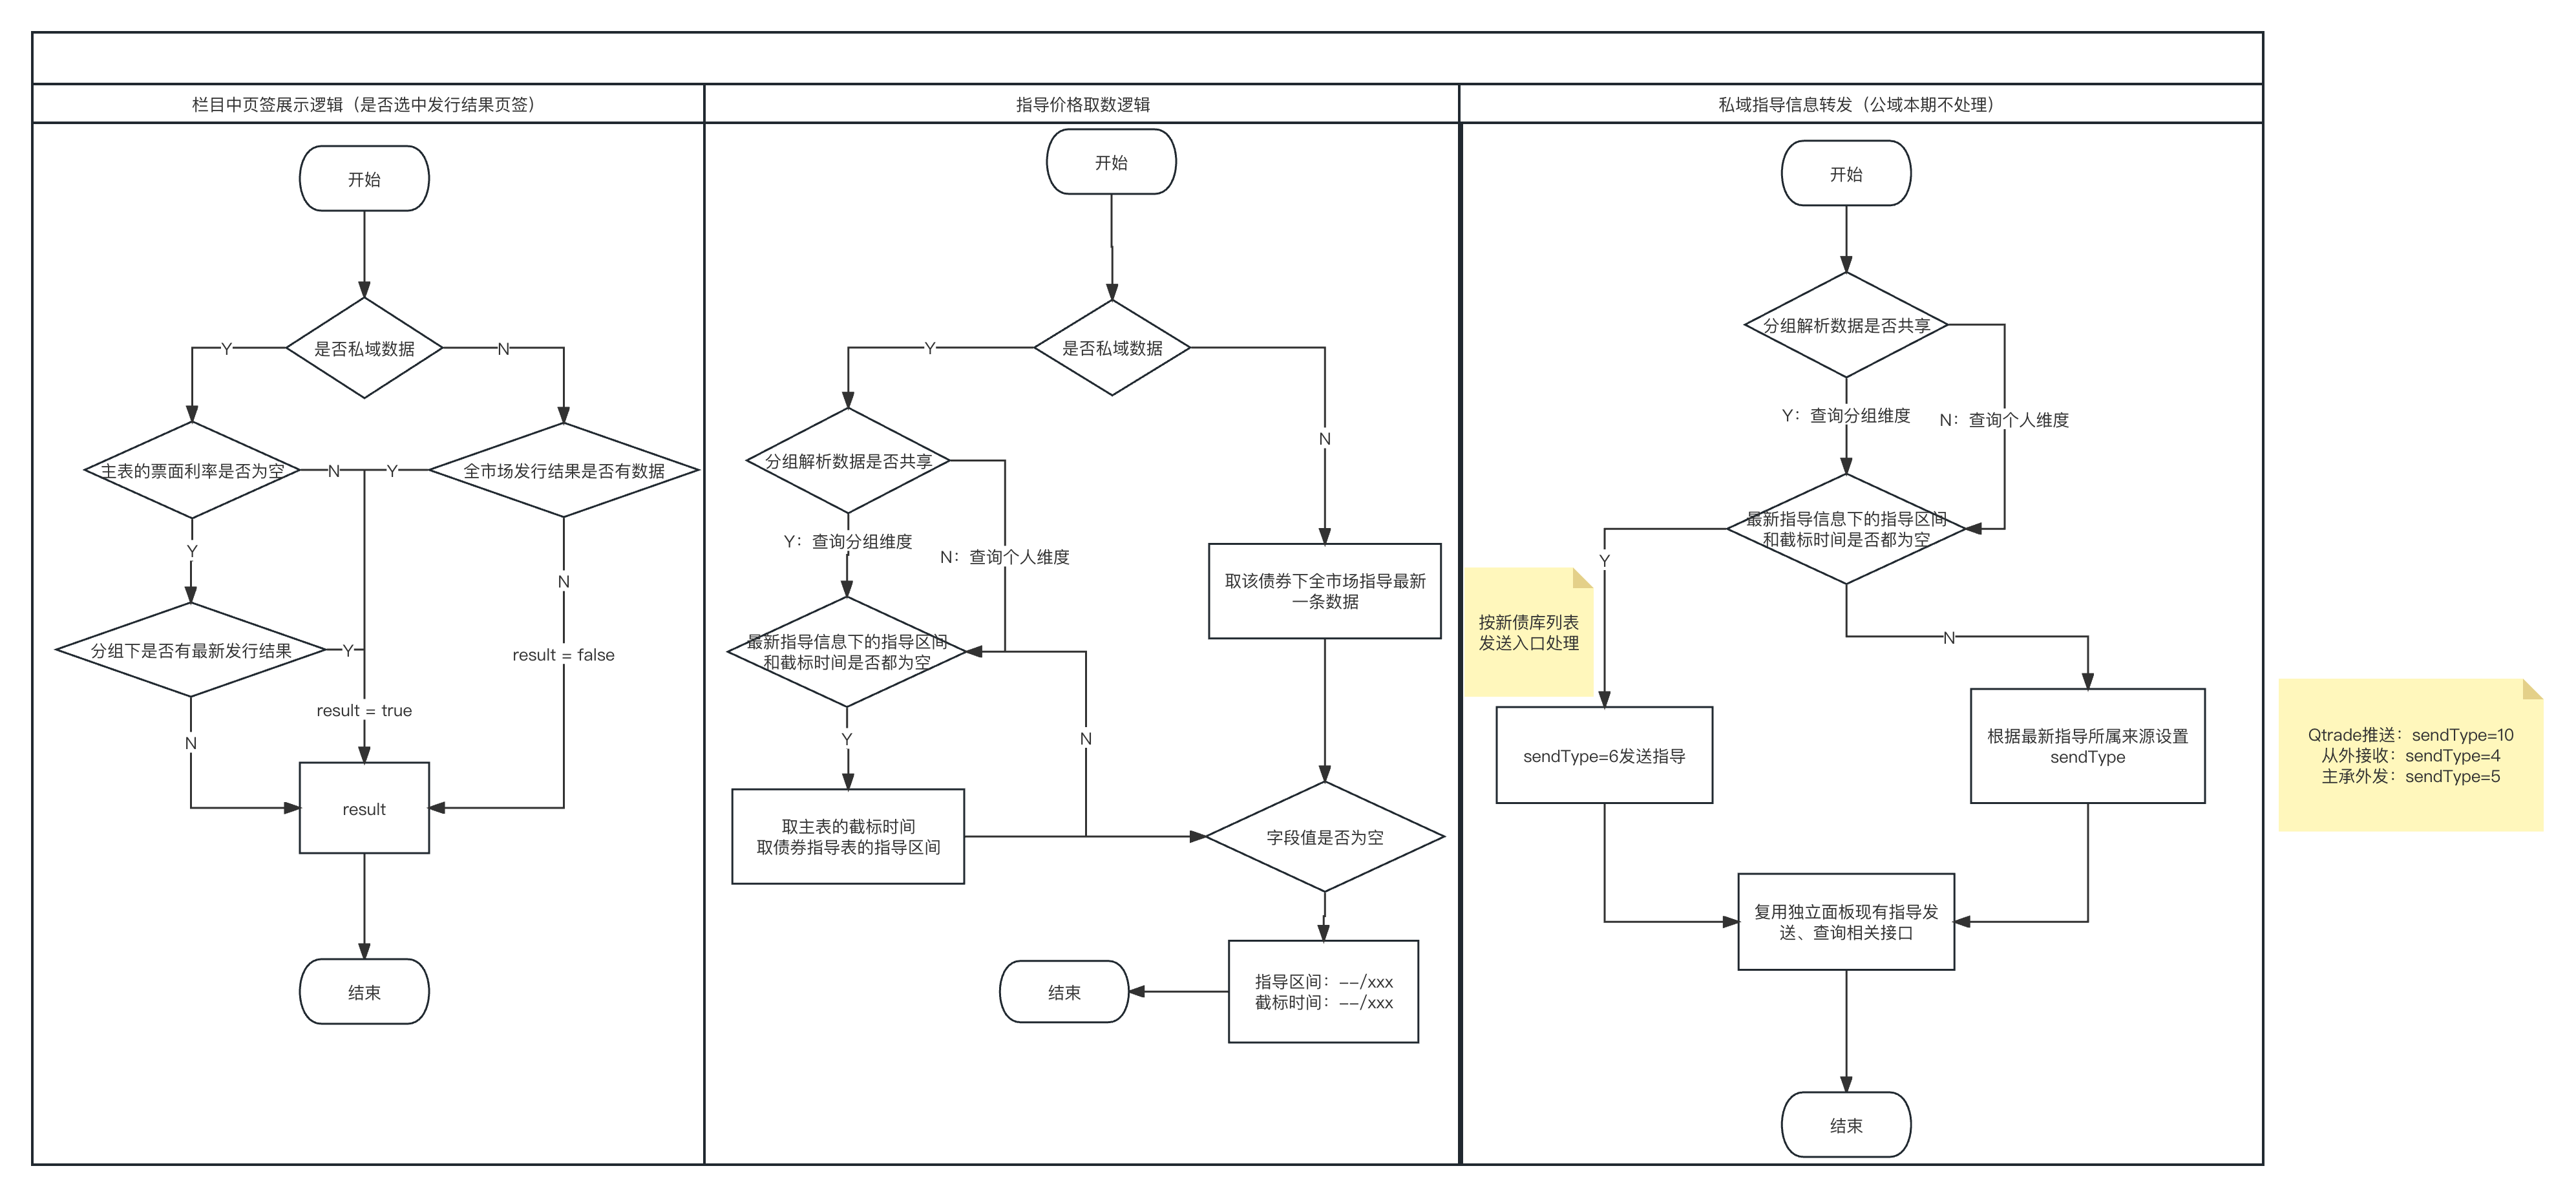 栏目中页签展示逻辑（是否选中发行结果页签）
开始
是否私域数据
Y
N
主表的票面利率是否为空
N
Y
全市场发行结果是否有数据
Y
N
分组下是否有最新发行结果
Y
result = false
result = true
N
result
结束
指导价格取数逻辑
开始
是否私域数据
Y
N
分组解析数据是否共享
Y：查询分组维度
N：查询个人维度
取该债券下全市场指导最新
一条数据
最新指导信息下的指导区间
和截标时间是否都为空
Y
N
取主表的截标时间
取债券指导表的指导区间
字段值是否为空
指导区间：--/xxx
截标时间：--/xxx
结束
私域指导信息转发（公域本期不处理）
开始
分组解析数据是否共享
Y：查询分组维度
N：查询个人维度
最新指导信息下的指导区间
和截标时间是否都为空
Y
N
按新债库列表
发送入口处理
sendType=6发送指导
根据最新指导所属来源设置
sendType
复用独立面板现有指导发
送、查询相关接口
结束
Qtrade推送：sendType=10
从外接收：sendType=4
主承外发：sendType=5